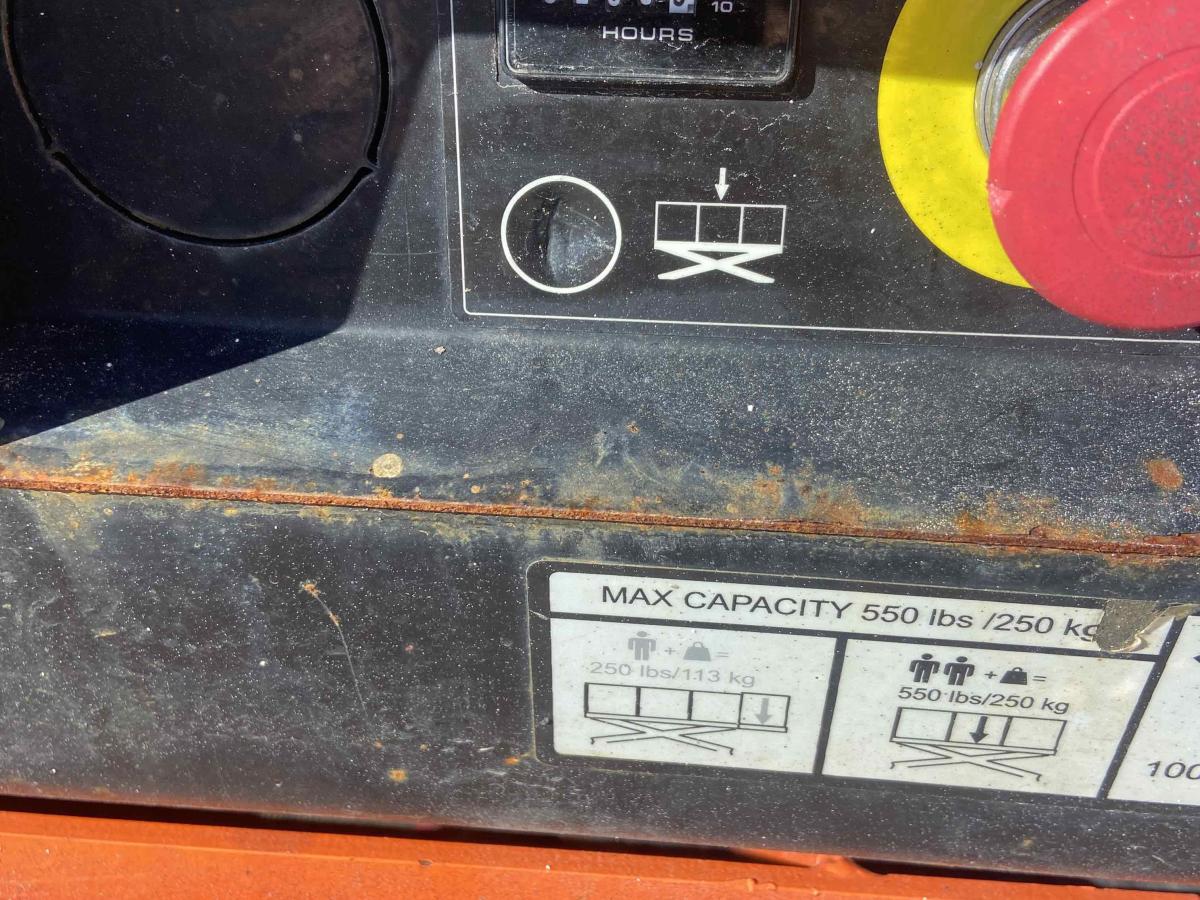 10
HOURS
MAX CAPACITY 550 lbs /250 kg
+ =
250 lbs/113 kg
+ =
550 lbs/250 kg
100